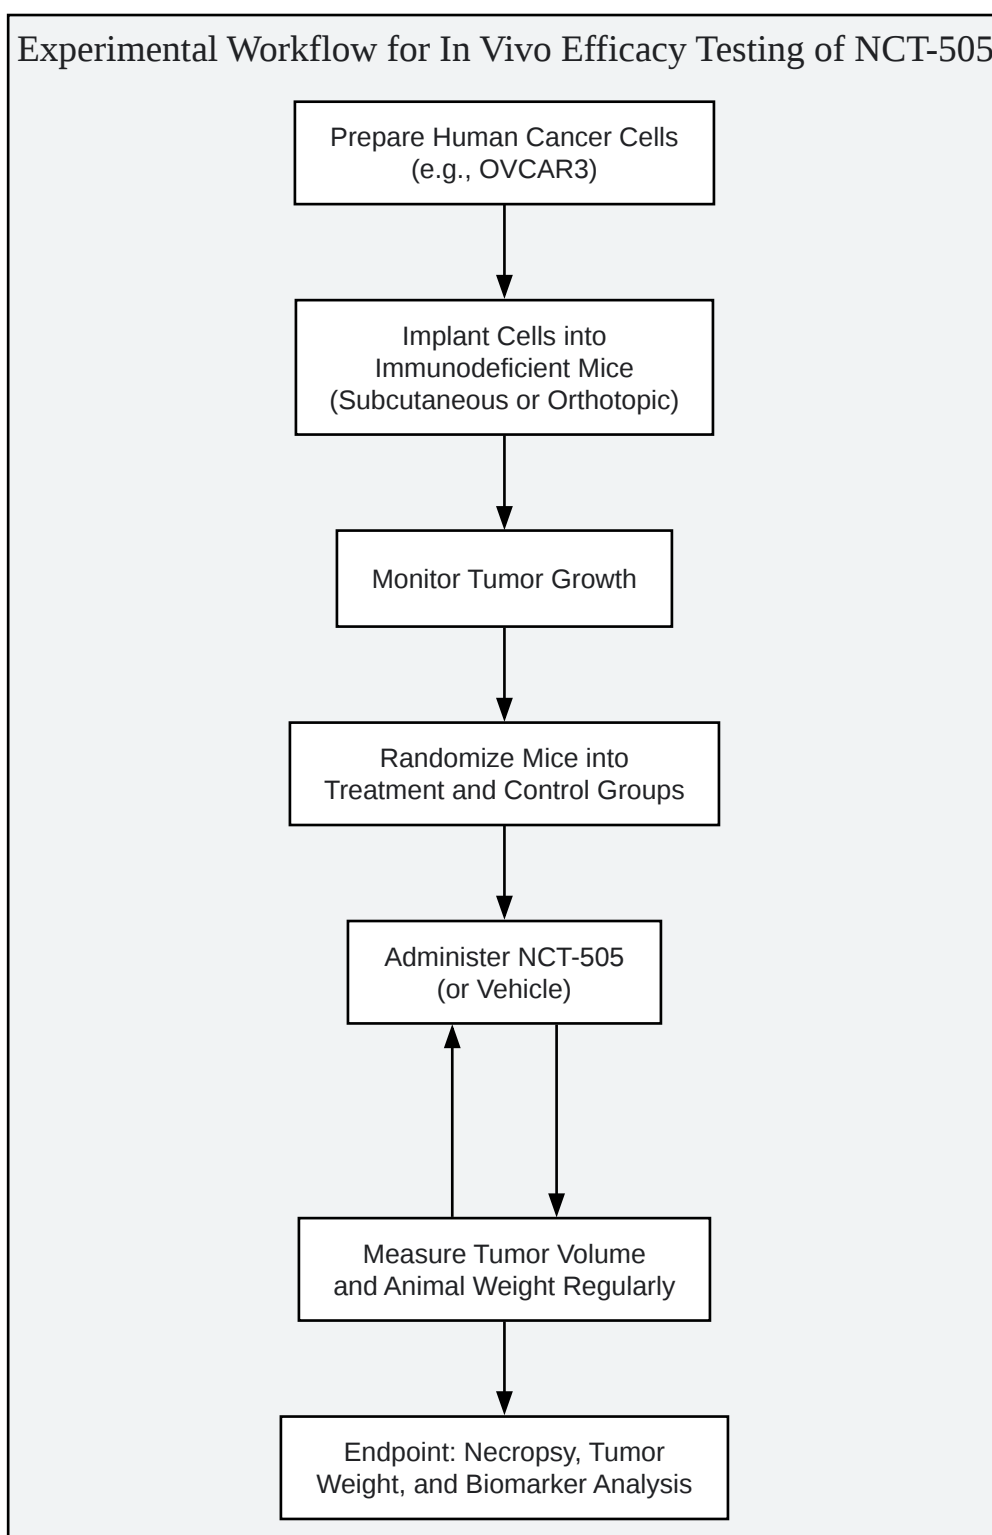 Experimental Workflow for In Vivo Efficacy Testing of NCT-505
Prepare Human Cancer Cells
(e.g., OVCAR3)
Implant Cells into
Immunodeficient Mice
(Subcutaneous or Orthotopic)
Monitor Tumor Growth
Randomize Mice into
Treatment and Control Groups
Administer NCT-505
(or Vehicle)
Measure Tumor Volume
and Animal Weight Regularly
Endpoint: Necropsy, Tumor
Weight, and Biomarker Analysis